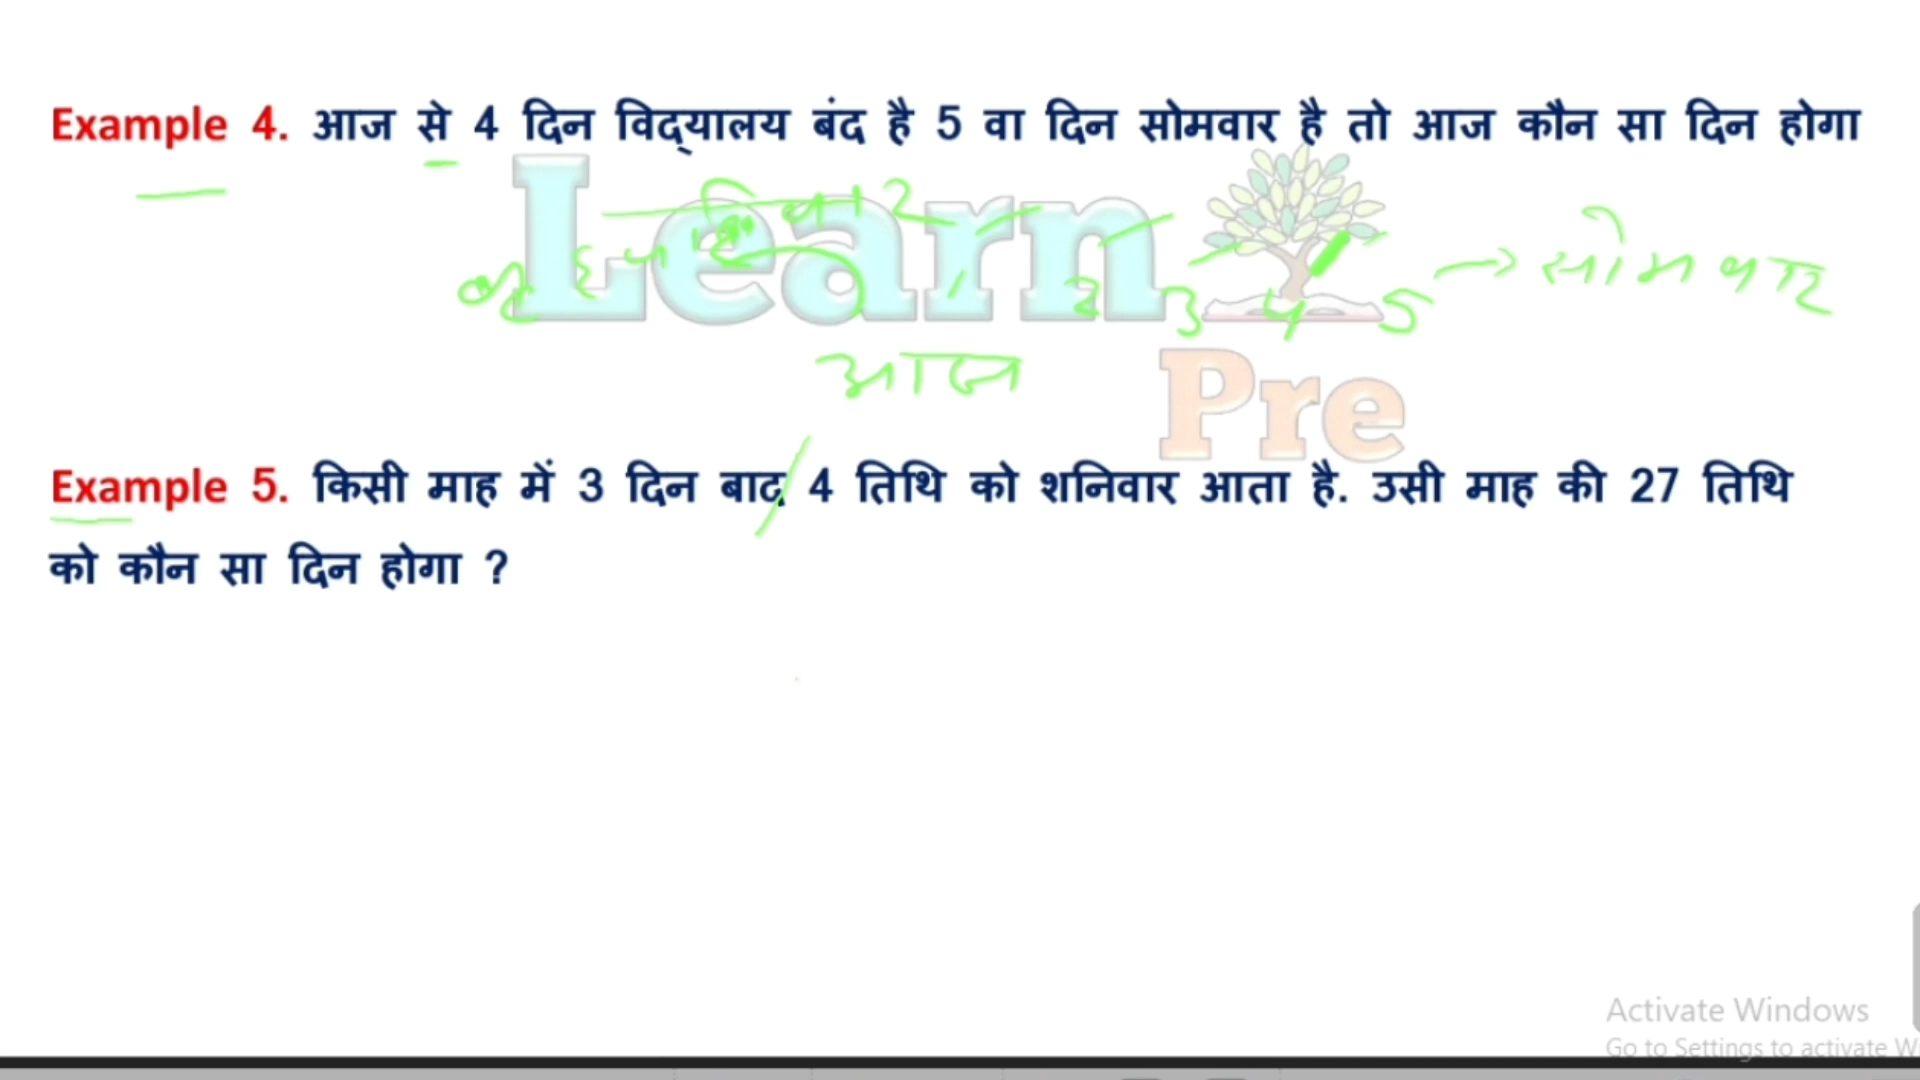 Example 4. आज से 4 दिन विद्यालय बंद है 5 वा दिन सोमवार है तो आज कौन सा दिन होगा
Learn
1 2 3 4 5 → सोमवार
आज
Pre
Example 5. किसी माह में 3 दिन बाद 4 तिथि को शनिवार आता है. उसी माह की 27 तिथि
को कौन सा दिन होगा ?
Activate Windows
Go to Settings to activate W